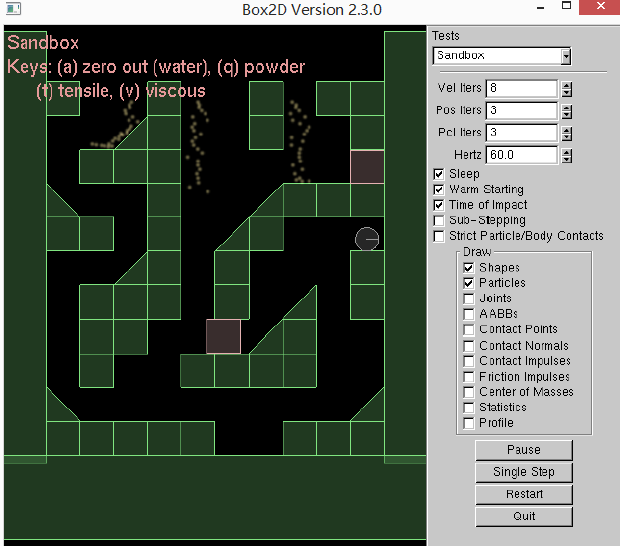 Box2D Version 2.3.0
Sandbox
Keys: (a) zero out (water), (q) powder
(t) tensile, (v) viscous
Tests
Sandbox
Vel Iters 8
Pos Iters 3
Pcl Iters 3
Hertz 60.0
Sleep
Warm Starting
Time of Impact
Sub-Stepping
Strict Particle/Body Contacts
Draw
Shapes
Particles
Joints
AABBs
Contact Points
Contact Normals
Contact Impulses
Friction Impulses
Center of Masses
Statistics
Profile
Pause
Single Step
Restart
Quit